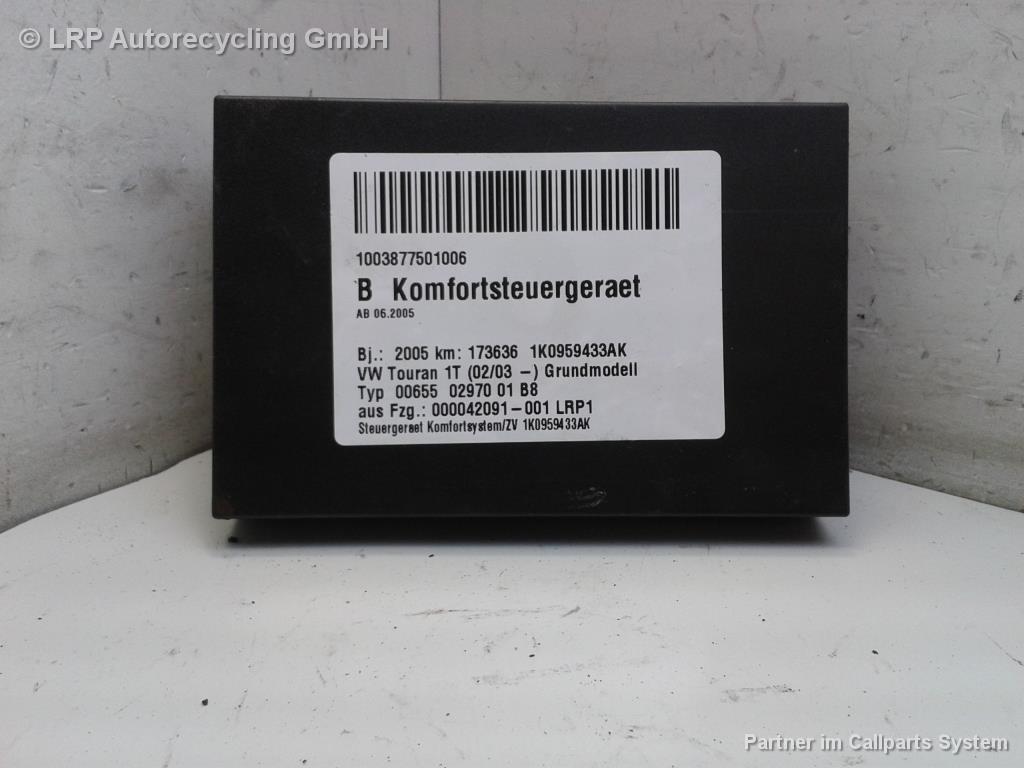 © LRP Autorecycling GmbH
1003877501006
B Komfortsteuergeraet
AB 06.2005
Bj.: 2005 km: 173636 1K0959433AK
VW Touran 1T (02/03 -) Grundmodell
Typ 00655 02970 01 B8
aus Fzg.: 000042091-001 LRP1
Steuergeraet Komfortsystem/ZV 1K0959433AK
Partner im Callparts System